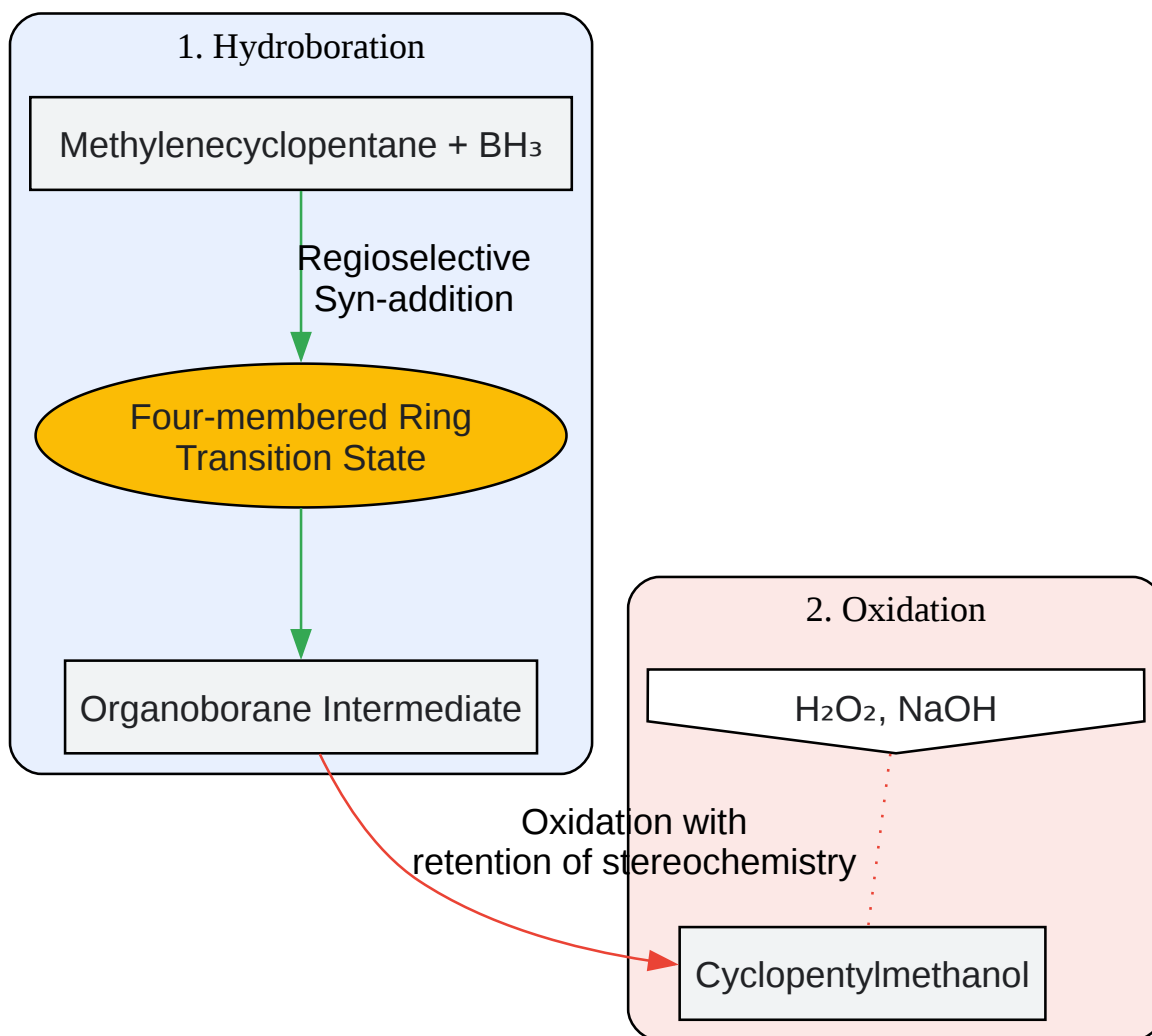 1. Hydroboration
Methylenecyclopentane + BH₃
Regioselective
Syn-addition
Four-membered Ring
Transition State
Organoborane Intermediate
2. Oxidation
H₂O₂, NaOH
Oxidation with
retention of stereochemistry
Cyclopentylmethanol